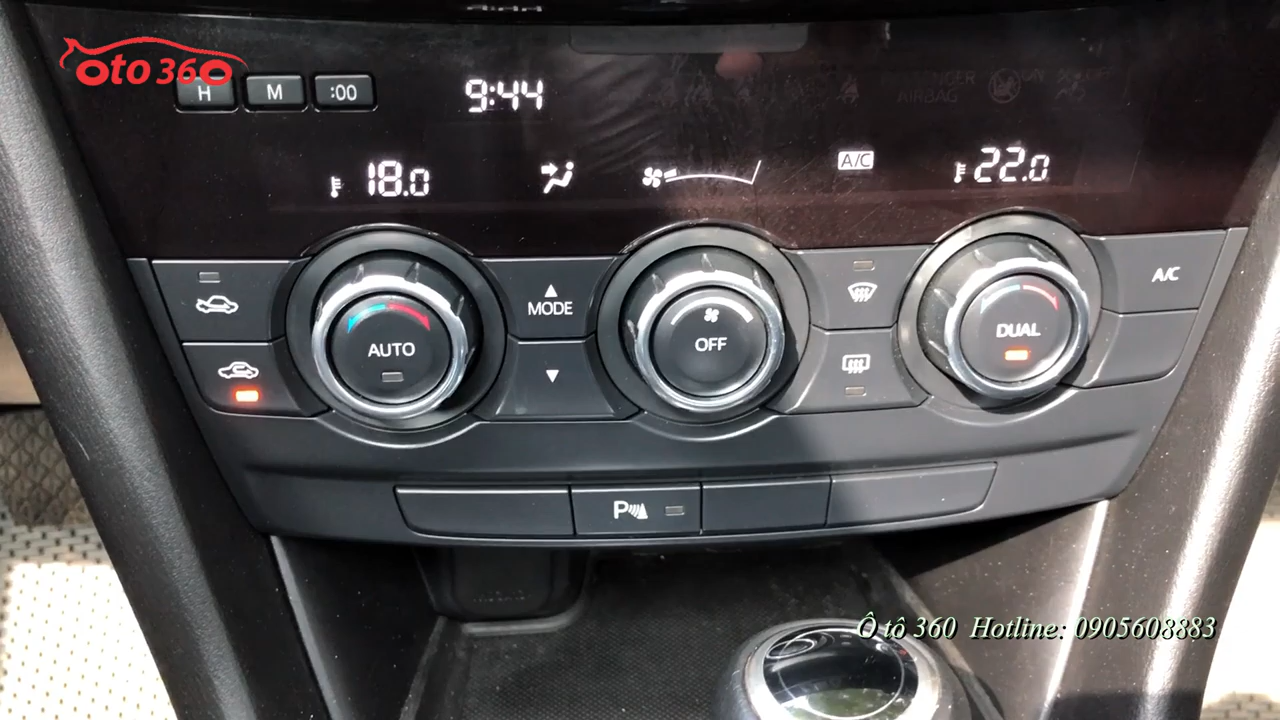 oto 360
H M :00
9:44
18.0 A/C 22.0
AUTO
MODE
OFF
DUAL
A/C
P
Ô tô 360 Hotline: 0905608883